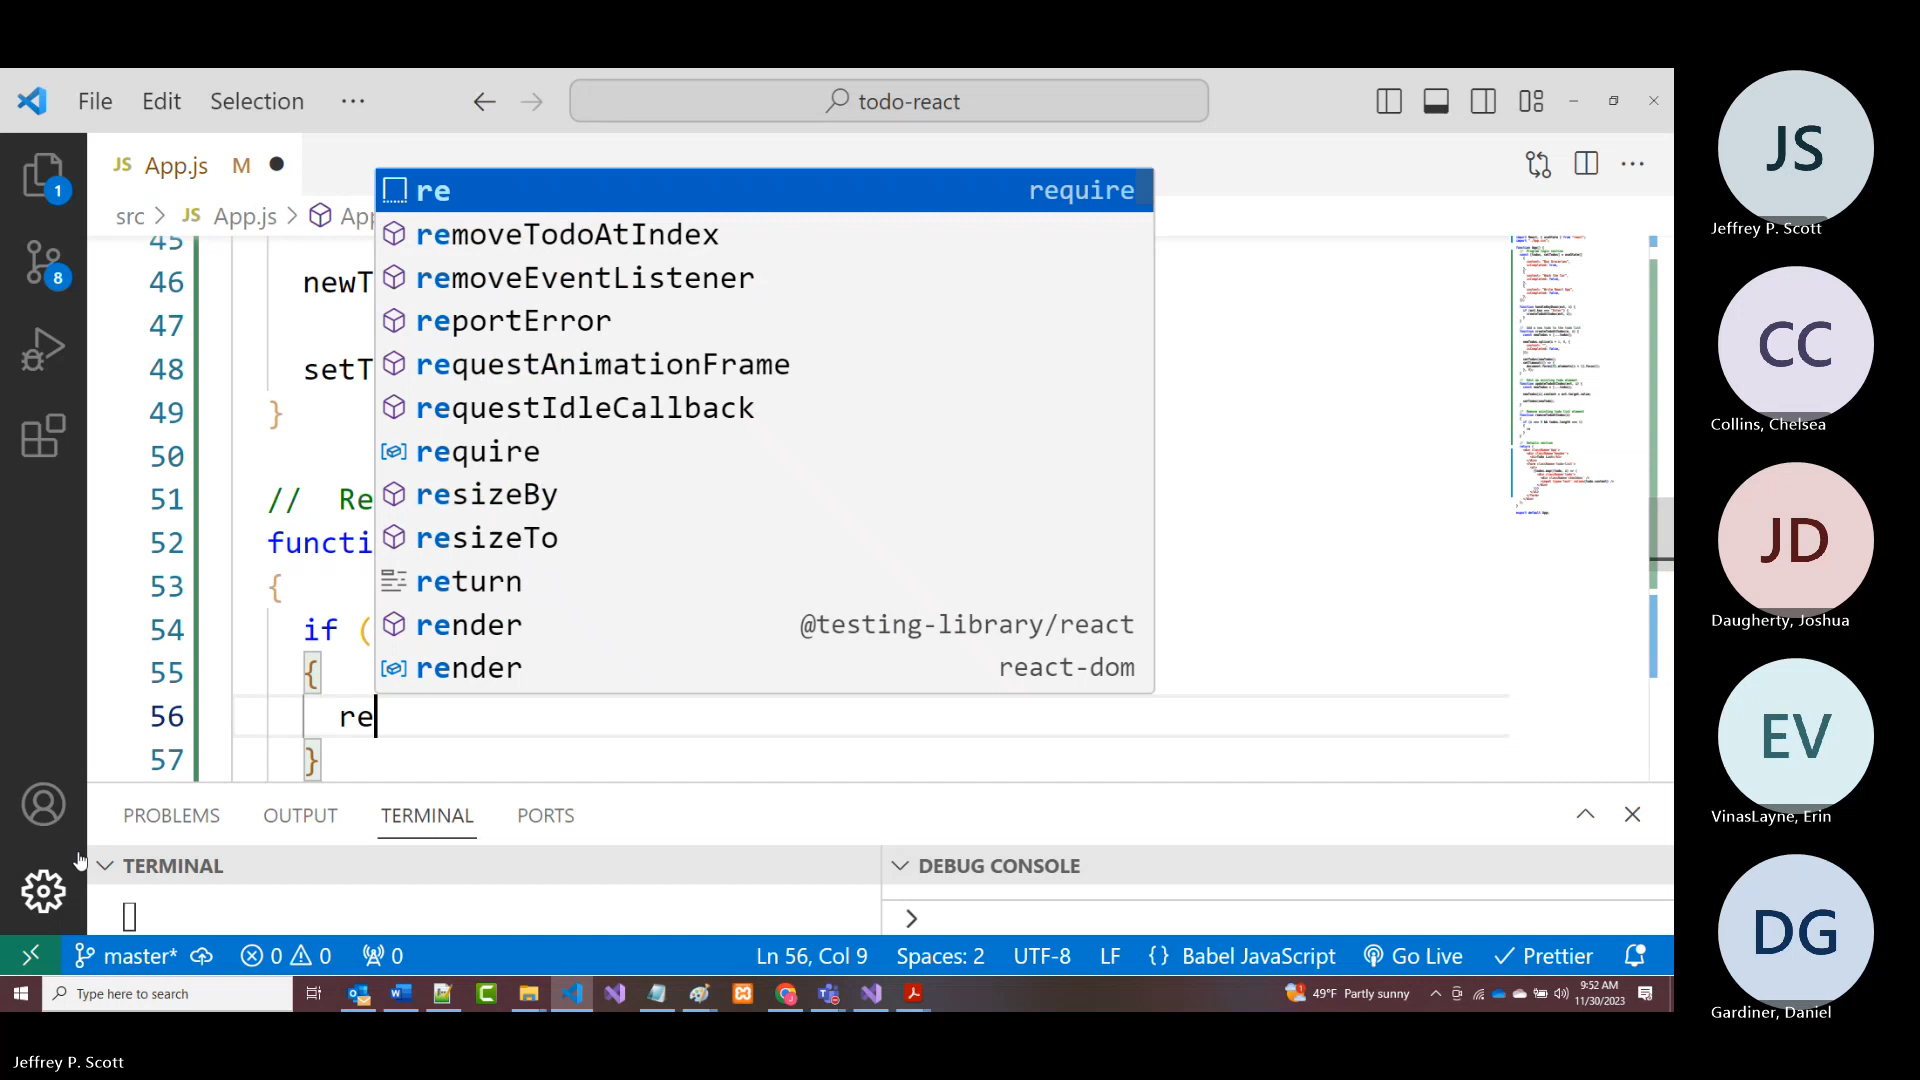 File Edit Selection ··· todo-react
JS App.js M
src > JS App.js > App
re require
removeTodoAtIndex
removeEventListener
reportError
requestAnimationFrame
requestIdleCallback
require
resizeBy
resizeTo
return
render @testing-library/react
render react-dom
45
46 newT
47
48 setT
49 }
50
51 // Re
52 functi
53 {
54 if (
55 {
56 re
57 }
1
8
PROBLEMS OUTPUT TERMINAL PORTS
TERMINAL
DEBUG CONSOLE
>
master* 0 0 0 Ln 56, Col 9 Spaces: 2 UTF-8 LF {} Babel JavaScript Go Live Prettier
Type here to search
49°F Partly sunny
9:52 AM
11/30/2023
JS
Jeffrey P. Scott
CC
Collins, Chelsea
JD
Daugherty, Joshua
EV
VinasLayne, Erin
DG
Gardiner, Daniel
Jeffrey P. Scott